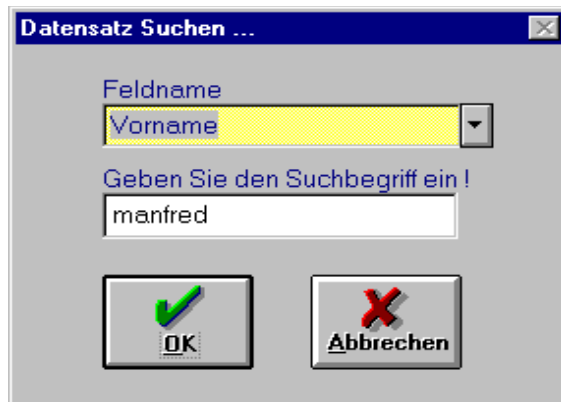 Datensatz Suchen ...
Feldname
Vorname
Geben Sie den Suchbegriff ein !
manfred
OK
Abbrechen